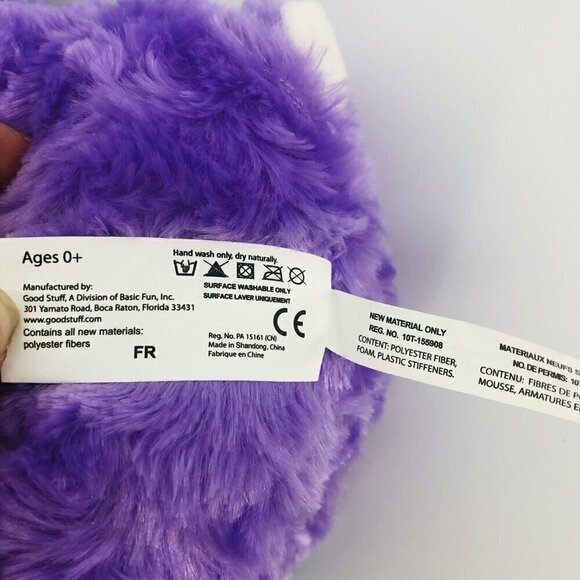 Ages 0+
Hand wash only, dry naturally.
SURFACE WASHABLE ONLY
SURFACE LAVER UNIQUEMENT
Manufactured by:
Good Stuff, A Division of Basic Fun, Inc.
301 Yamato Road, Boca Raton, Florida 33431
www.goodstuff.com
Contains all new materials:
polyester fibers
FR
Reg. No. PA 15161 (CN)
Made in Shandong, China
Fabriqué en Chine
CE
NEW MATERIAL ONLY
REG. NO. 10T-155908
CONTENT: POLYESTER FIBER,
FOAM, PLASTIC STIFFENERS.
MATERIAUX NEUFS S
NO. DE PERMIS: 10
CONTENU: FIBRES DE PO
MOUSSE, ARMATURES E